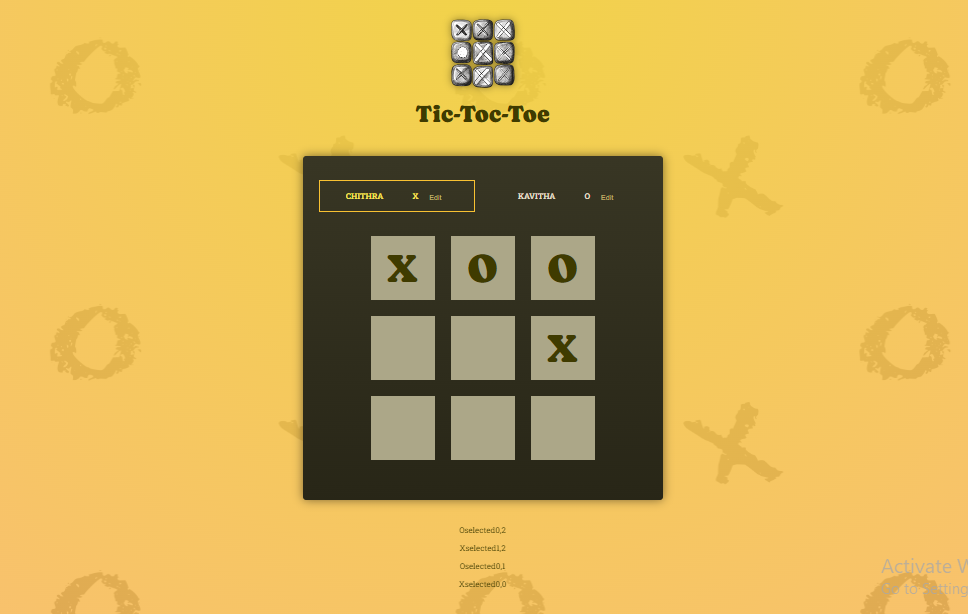 Tic-Toc-Toe
CHITHRA X Edit KAVITHA O Edit
X O O
X
Oselected0,2
Xselected1,2
Oselected0,1
Xselected0,0
Activate W
Go to Setting